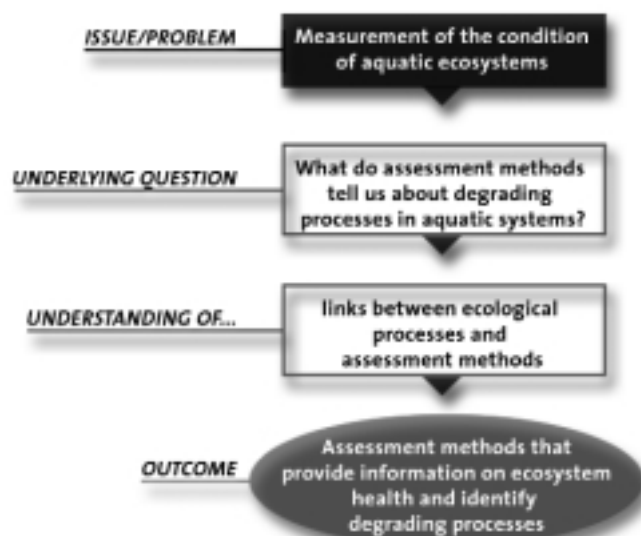 ISSUE/PROBLEM
Measurement of the condition
of aquatic ecosystems
UNDERLYING QUESTION
What do assessment methods
tell us about degrading
processes in aquatic systems?
UNDERSTANDING OF...
links between ecological
processes and
assessment methods
OUTCOME
Assessment methods that
provide information on ecosystem
health and identify
degrading processes